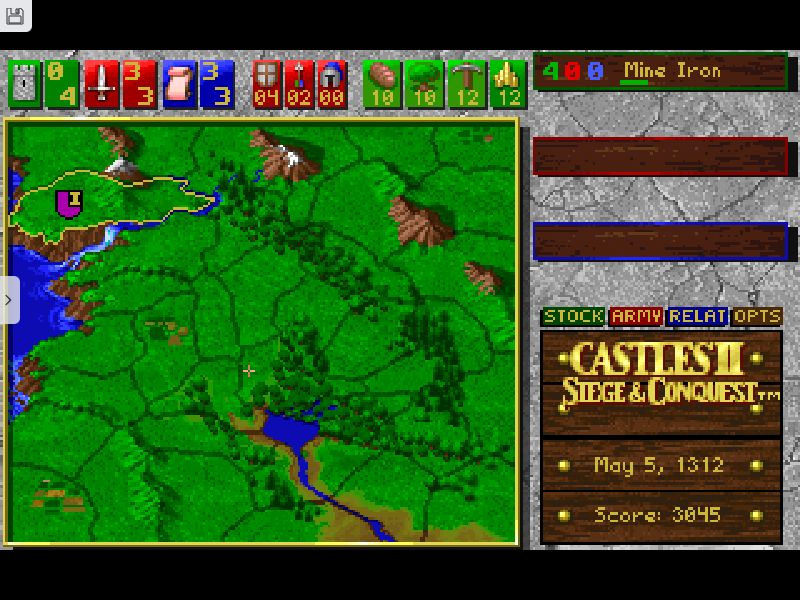 0 4
3 3
3 3
04 02 00
10 10 12 12
400 Mine Iron
I
STOCK ARMY RELAT OPTS
CASTLES II
SIEGE & CONQUEST™
May 5, 1312
Score: 3045